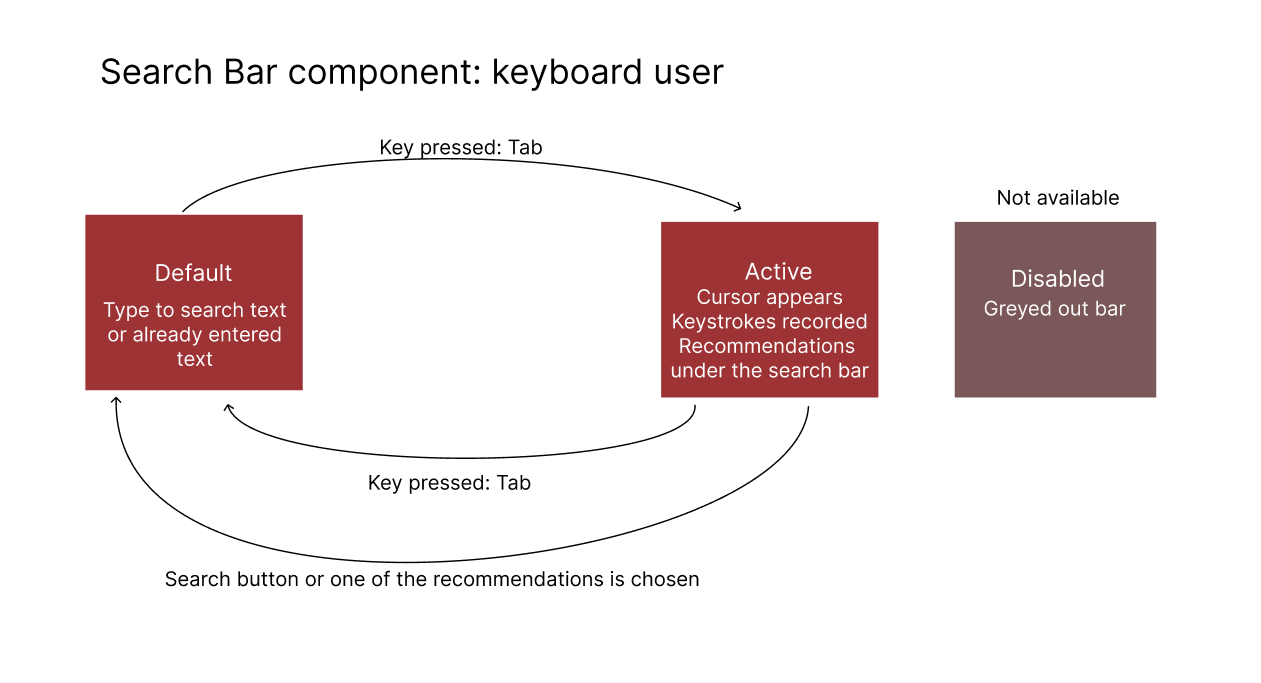 Search Bar component: keyboard user
Key pressed: Tab
Not available
Default
Type to search text
or already entered
text
Active
Cursor appears
Keystrokes recorded
Recommendations
under the search bar
Disabled
Greyed out bar
Key pressed: Tab
Search button or one of the recommendations is chosen